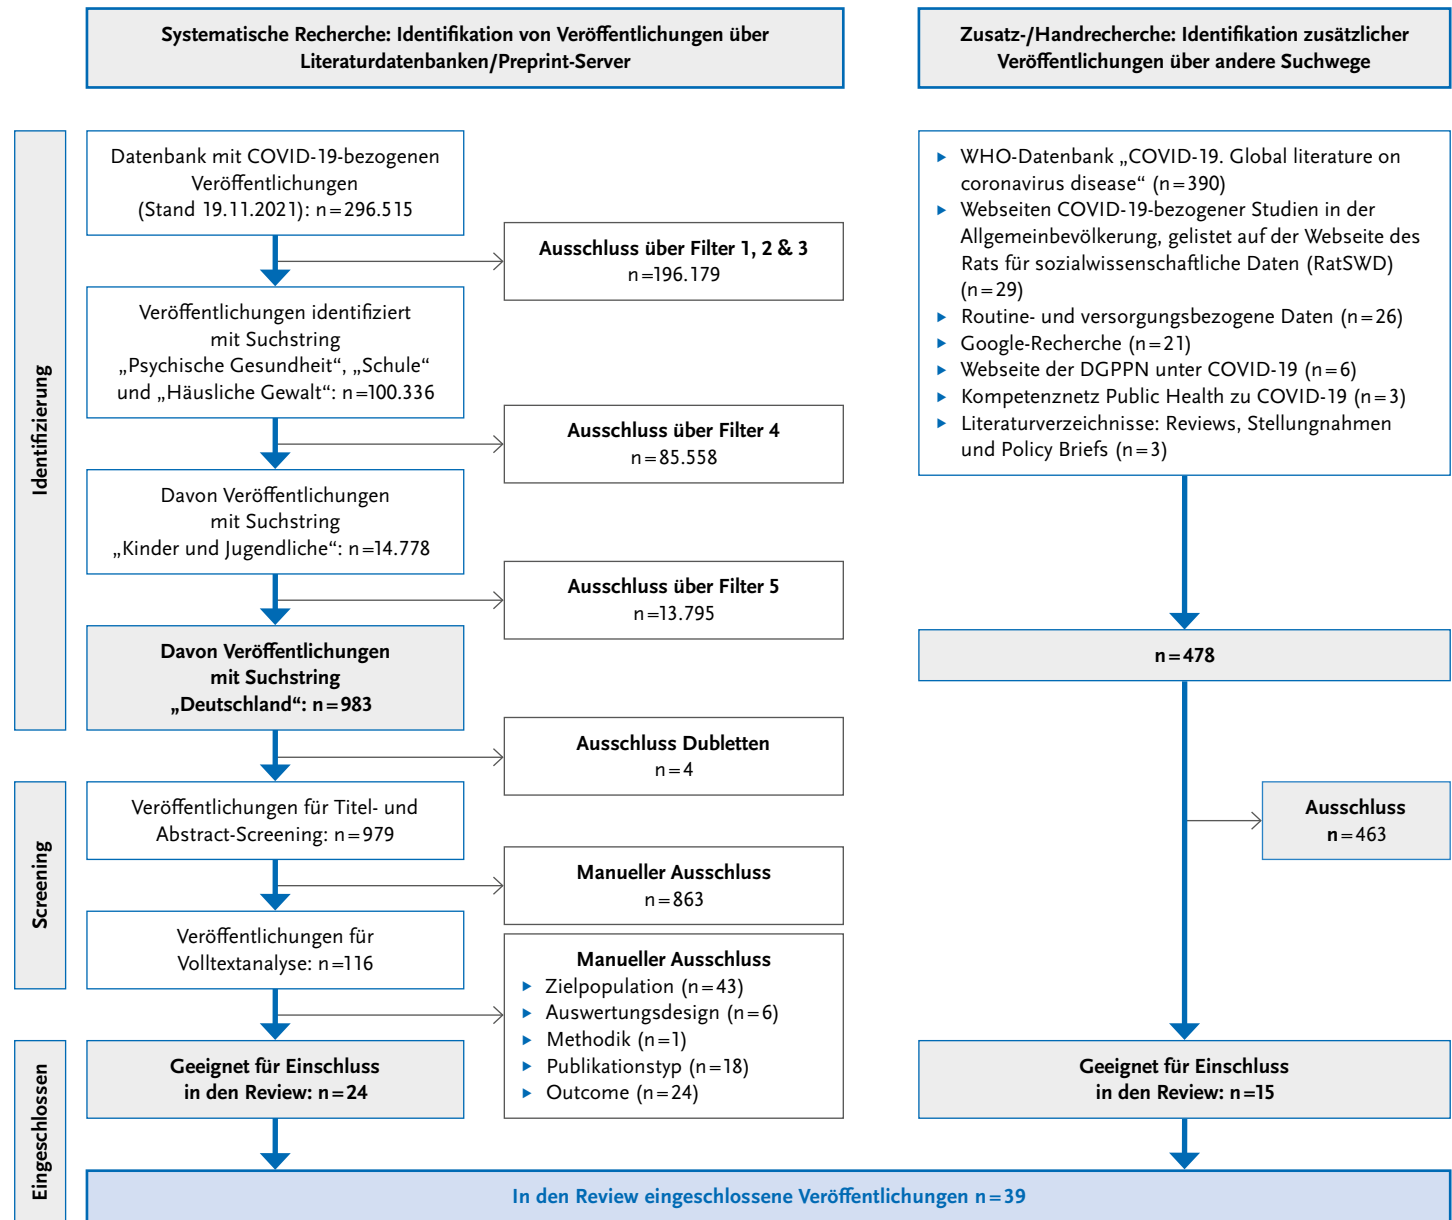 Systematische Recherche: Identifikation von Veröffentlichungen über
Literaturdatenbanken/Preprint-Server
Zusatz-/Handrecherche: Identifikation zusätzlicher
Veröffentlichungen über andere Suchwege
Identifizierung
Datenbank mit COVID-19-bezogenen
Veröffentlichungen
(Stand 19.11.2021): n=296.515
Ausschluss über Filter 1, 2 & 3
n=196.179
Veröffentlichungen identifiziert
mit Suchstring
„Psychische Gesundheit“, „Schule“
und „Häusliche Gewalt“: n=100.336
Ausschluss über Filter 4
n=85.558
Davon Veröffentlichungen
mit Suchstring
„Kinder und Jugendliche“: n=14.778
Ausschluss über Filter 5
n=13.795
Davon Veröffentlichungen
mit Suchstring
„Deutschland“: n=983
Ausschluss Dubletten
n=4
Screening
Veröffentlichungen für Titel- und
Abstract-Screening: n=979
Manueller Ausschluss
n=863
Veröffentlichungen für
Volltextanalyse: n=116
Manueller Ausschluss
▸ Zielpopulation (n=43)
▸ Auswertungsdesign (n=6)
▸ Methodik (n=1)
▸ Publikationstyp (n=18)
▸ Outcome (n=24)
Eingeschlossen
Geeignet für Einschluss
in den Review: n=24
▸ WHO-Datenbank „COVID-19. Global literature on
coronavirus disease“ (n=390)
▸ Webseiten COVID-19-bezogener Studien in der
Allgemeinbevölkerung, gelistet auf der Webseite des
Rats für sozialwissenschaftliche Daten (RatSWD)
(n=29)
▸ Routine- und versorgungsbezogene Daten (n=26)
▸ Google-Recherche (n=21)
▸ Webseite der DGPPN unter COVID-19 (n=6)
▸ Kompetenznetz Public Health zu COVID-19 (n=3)
▸ Literaturverzeichnisse: Reviews, Stellungnahmen
und Policy Briefs (n=3)
n=478
Ausschluss
n=463
Geeignet für Einschluss
in den Review: n=15
In den Review eingeschlossene Veröffentlichungen n=39